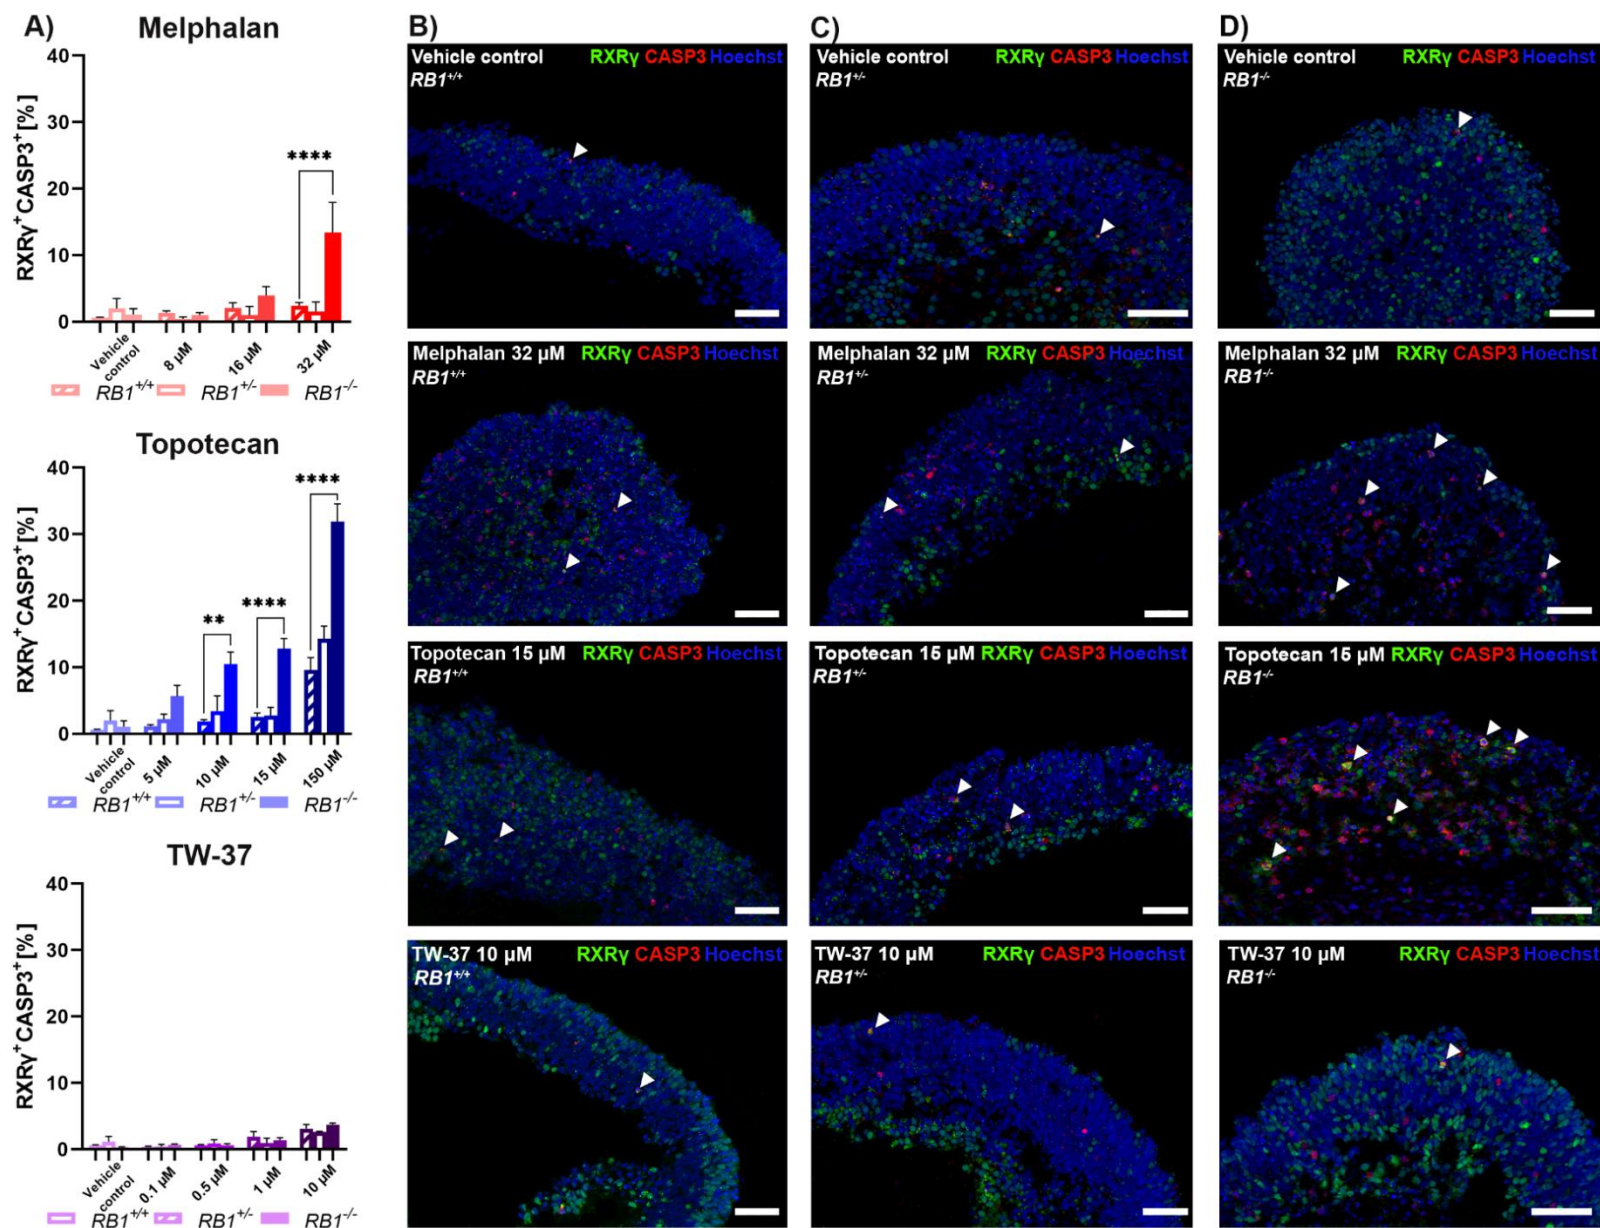 A)
Melphalan
RXRγ⁺CASP3⁺[%]
40
30
20
10
0
****
Vehicle control
8 µM
16 µM
32 µM
RB1⁺/⁺ RB1⁺/⁻ RB1⁻/⁻
Topotecan
RXRγ⁺CASP3⁺[%]
40
30
20
10
0
**
****
****
Vehicle control
5 µM
10 µM
15 µM
150 µM
RB1⁺/⁺ RB1⁺/⁻ RB1⁻/⁻
TW-37
RXRγ⁺CASP3⁺[%]
40
30
20
10
0
Vehicle control
0.1 µM
0.5 µM
1 µM
10 µM
RB1⁺/⁺ RB1⁺/⁻ RB1⁻/⁻
B)
Vehicle control RXRγ CASP3 Hoechst
RB1⁺/⁺
Melphalan 32 µM RXRγ CASP3 Hoechst
RB1⁺/⁺
Topotecan 15 µM RXRγ CASP3 Hoechst
RB1⁺/⁺
TW-37 10 µM RXRγ CASP3 Hoechst
RB1⁺/⁺
C)
Vehicle control RXRγ CASP3 Hoechst
RB1⁺/⁻
Melphalan 32 µM RXRγ CASP3 Hoechst
RB1⁺/⁻
Topotecan 15 µM RXRγ CASP3 Hoechst
RB1⁺/⁻
TW-37 10 µM RXRγ CASP3 Hoechst
RB1⁺/⁻
D)
Vehicle control RXRγ CASP3 Hoechst
RB1⁻/⁻
Melphalan 32 µM RXRγ CASP3 Hoechst
RB1⁻/⁻
Topotecan 15 µM RXRγ CASP3 Hoechst
RB1⁻/⁻
TW-37 10 µM RXRγ CASP3 Hoechst
RB1⁻/⁻